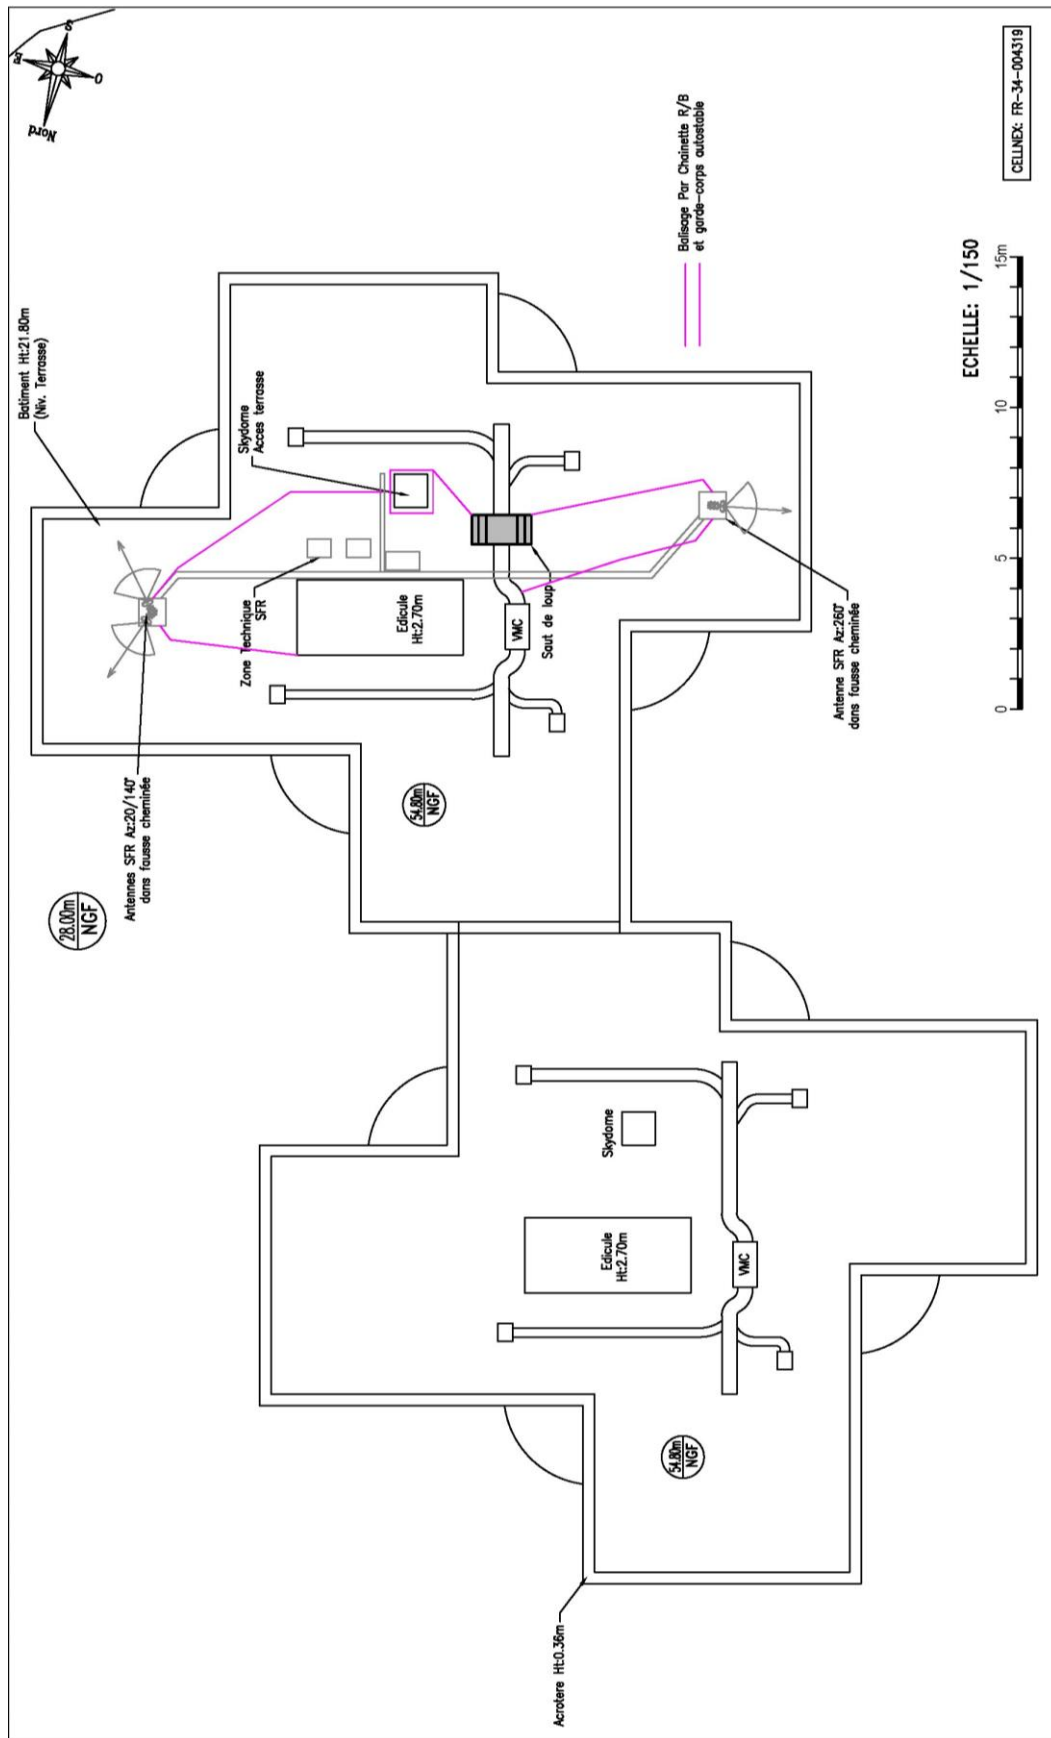 Nord
S
E
O
CELLNEX: FR-34-004319
Batiment Ht:21.80m
(Niv. Terrasse)
Skydome
Acces terrasse
Balisage Par Chainette R/B
et garde-corps autostable
Zone Technique
SFR
Edicule
Ht:2.70m
VMC
Saut de loup
ECHELLE: 1/150
0
5
10
15m
Antenne SFR Az:260°
dans fausse cheminée
Antennes SFR Az:20/140°
dans fausse cheminée
28.00m
NGF
54.80m
NGF
Skydome
Edicule
Ht:2.70m
VMC
54.80m
NGF
Acrotere Ht:0.36m